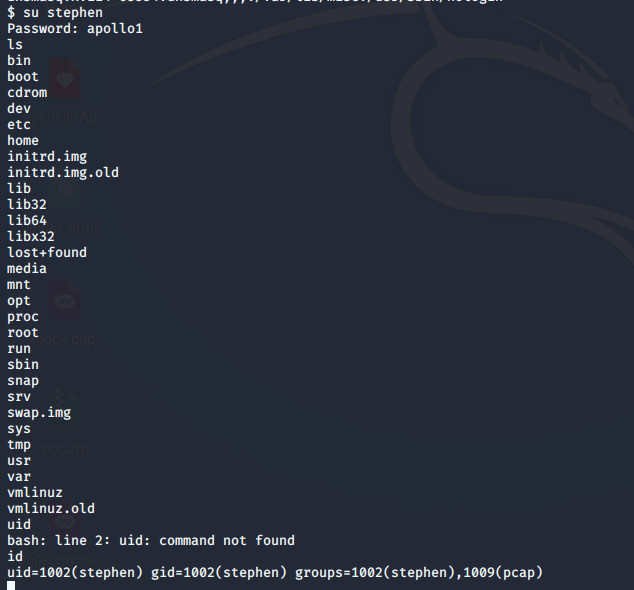 $ su stephen
Password: apollo1
ls
bin
boot
cdrom
dev
etc
home
initrd.img
initrd.img.old
lib
lib32
lib64
libx32
lost+found
media
mnt
opt
proc
root
run
sbin
snap
srv
swap.img
sys
tmp
usr
var
vmlinuz
vmlinuz.old
uid
bash: line 2: uid: command not found
id
uid=1002(stephen) gid=1002(stephen) groups=1002(stephen),1009(pcap)